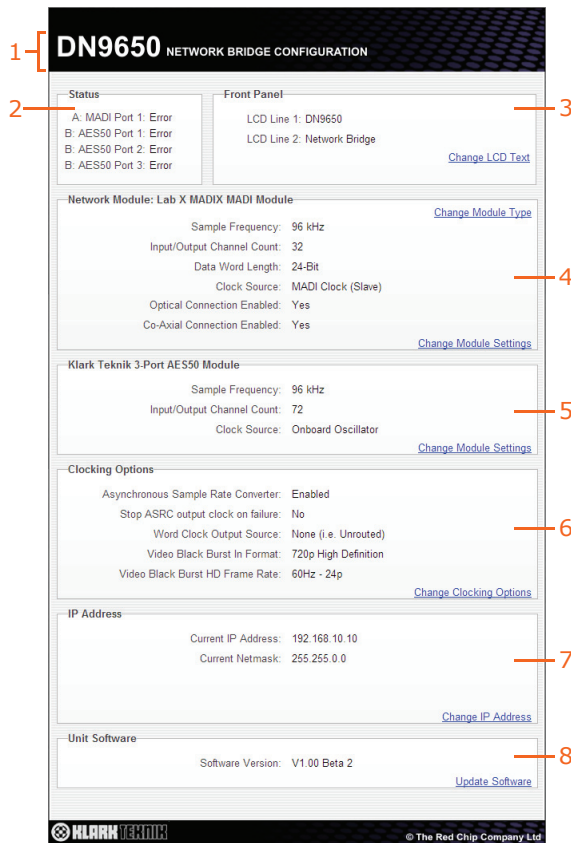 DN9650 NETWORK BRIDGE CONFIGURATION
1
Status
2
A: MADI Port 1: Error
B: AES50 Port 1: Error
B: AES50 Port 2: Error
B: AES50 Port 3: Error
Front Panel
3
LCD Line 1: DN9650
LCD Line 2: Network Bridge
Change LCD Text
Network Module: Lab X MADIX MADI Module
Change Module Type
Sample Frequency: 96 kHz
Input/Output Channel Count: 32
Data Word Length: 24-Bit
4
Clock Source: MADI Clock (Slave)
Optical Connection Enabled: Yes
Co-Axial Connection Enabled: Yes
Change Module Settings
Klark Teknik 3-Port AES50 Module
Sample Frequency: 96 kHz
Input/Output Channel Count: 72
5
Clock Source: Onboard Oscillator
Change Module Settings
Clocking Options
Asynchronous Sample Rate Converter: Enabled
Stop ASRC output clock on failure: No
6
Word Clock Output Source: None (i.e. Unrouted)
Video Black Burst In Format: 720p High Definition
Video Black Burst HD Frame Rate: 60Hz - 24p
Change Clocking Options
IP Address
Current IP Address: 192.168.10.10
Current Netmask: 255.255.0.0
7
Change IP Address
Unit Software
8
Software Version: V1.00 Beta 2
Update Software
KLARK TEKNIK
© The Red Chip Company Ltd